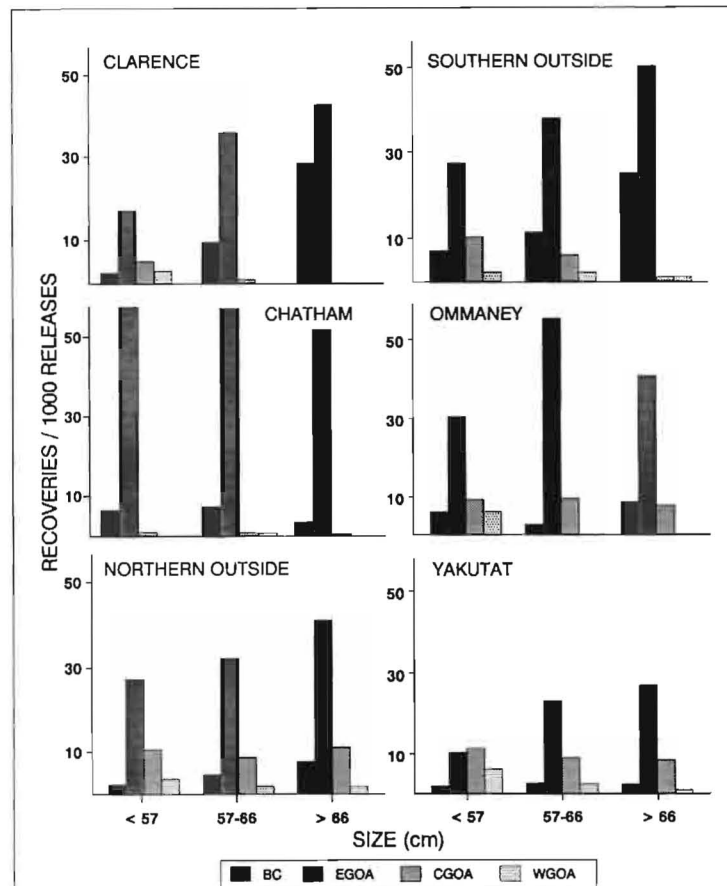 CLARENCE
50
30
10
SOUTHERN OUTSIDE
50
30
10
CHATHAM
50
30
10
OMMANEY
50
30
10
NORTHERN OUTSIDE
50
30
10
YAKUTAT
50
30
10
RECOVERIES / 1000 RELEASES
< 57 57-66 > 66
< 57 57-66 > 66
SIZE (cm)
BC EGOA CGOA WGOA